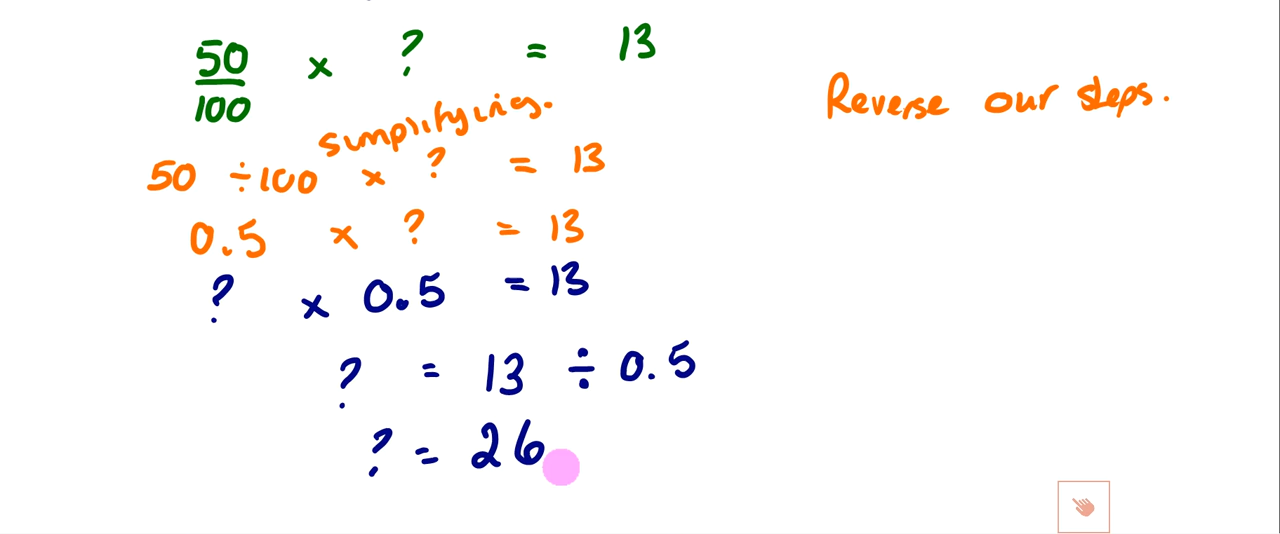 50/100 × ? = 13
Reverse our steps.
simplifying.
50 ÷100 × ? = 13
0.5 × ? = 13
? × 0.5 = 13
? = 13 ÷ 0.5
? = 26